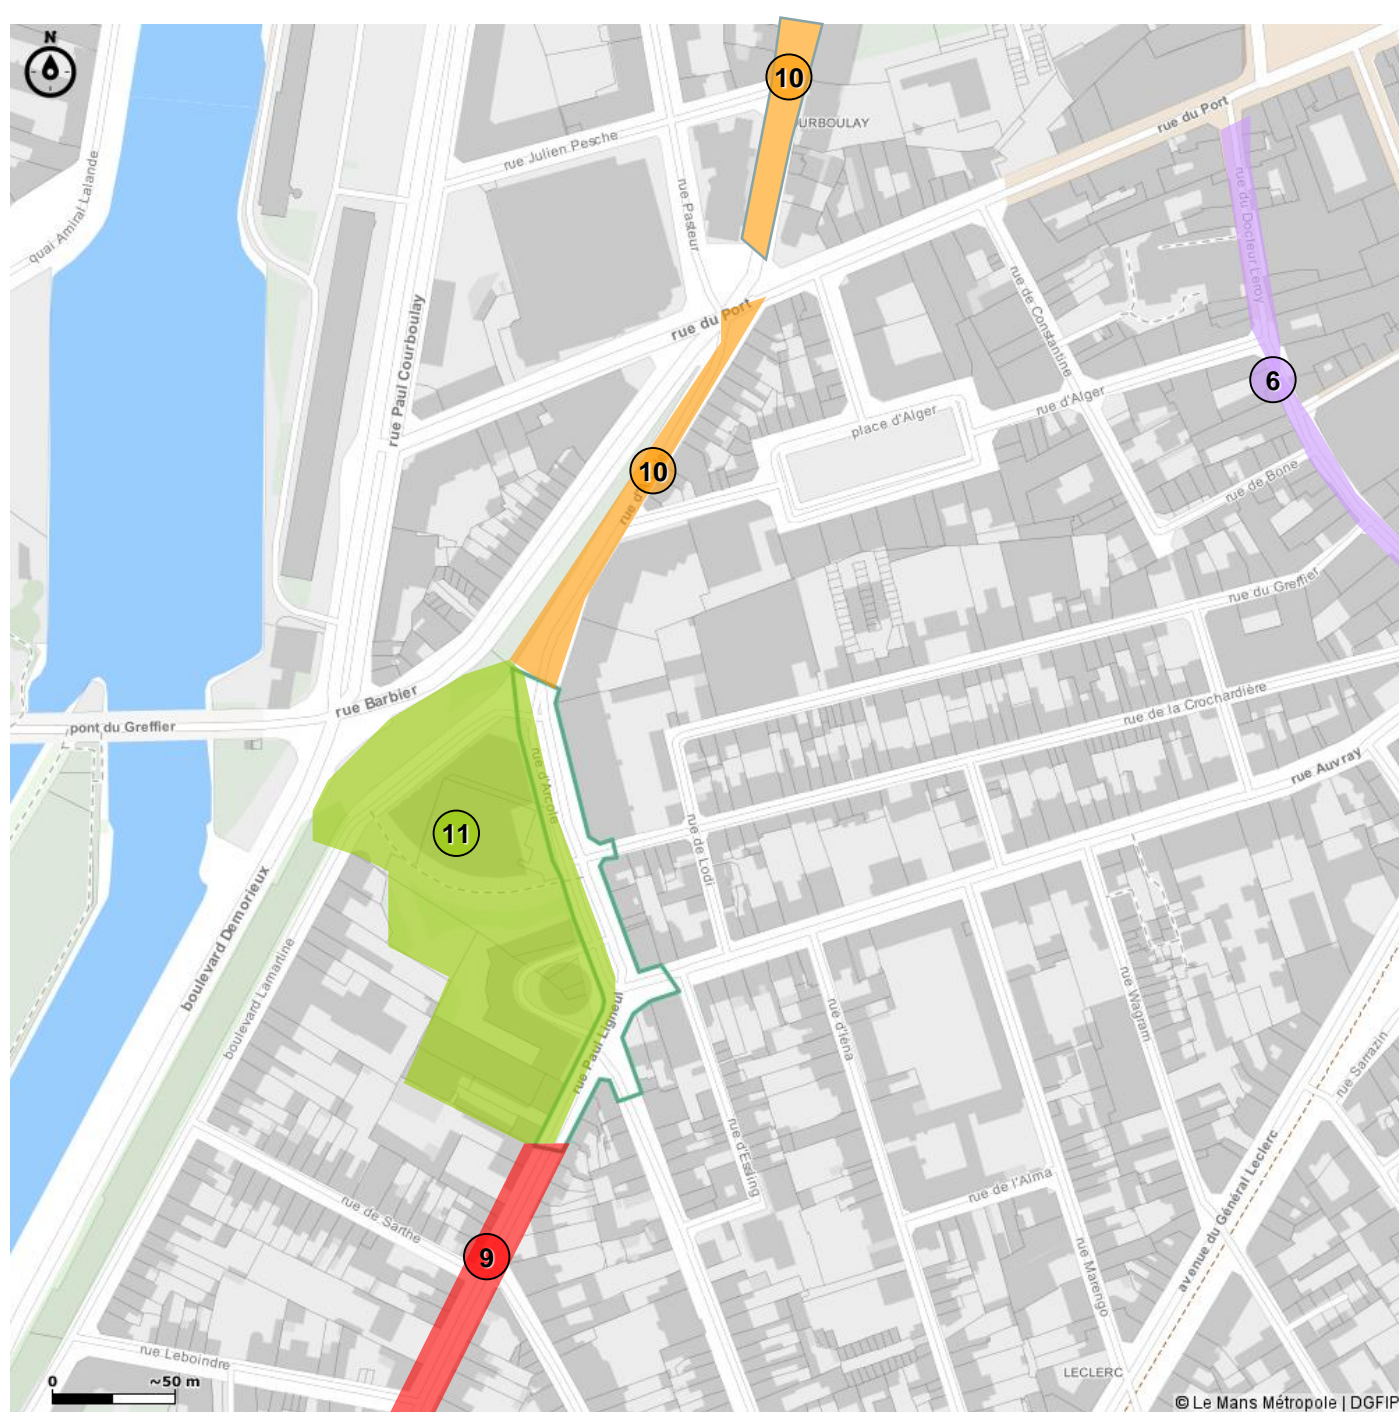 N
10
URBOULAY
rue du Port
rue Julien Pesche
quai Amiral Lalande
rue Pasteur
rue du Docteur Leroy
rue de Constantine
rue du Port
rue Paul Courboulay
6
rue d'Alger
place d'Alger
10
rue d'
rue de Bone
rue du Greffier
rue Barbier
rue de la Crochardière
pont du Greffier
rue d'Arcole
rue Auvray
11
rue de Lodi
boulevard Demorieux
boulevard Lamartine
rue Paul Ligneul
rue d'Iéna
rue Wagram
rue Sarrazin
rue d'Essling
rue de l'Alma
avenue du Général Leclerc
rue de Sarthe
9
rue Marengo
rue Leboindre
LECLERC
0 ~50 m
© Le Mans Métropole | DGFIP